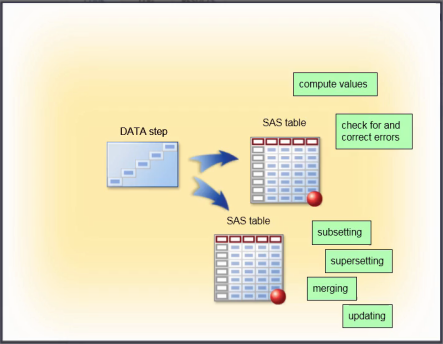 compute values
SAS table
check for and
correct errors
DATA step
SAS table
subsetting
supersetting
merging
updating